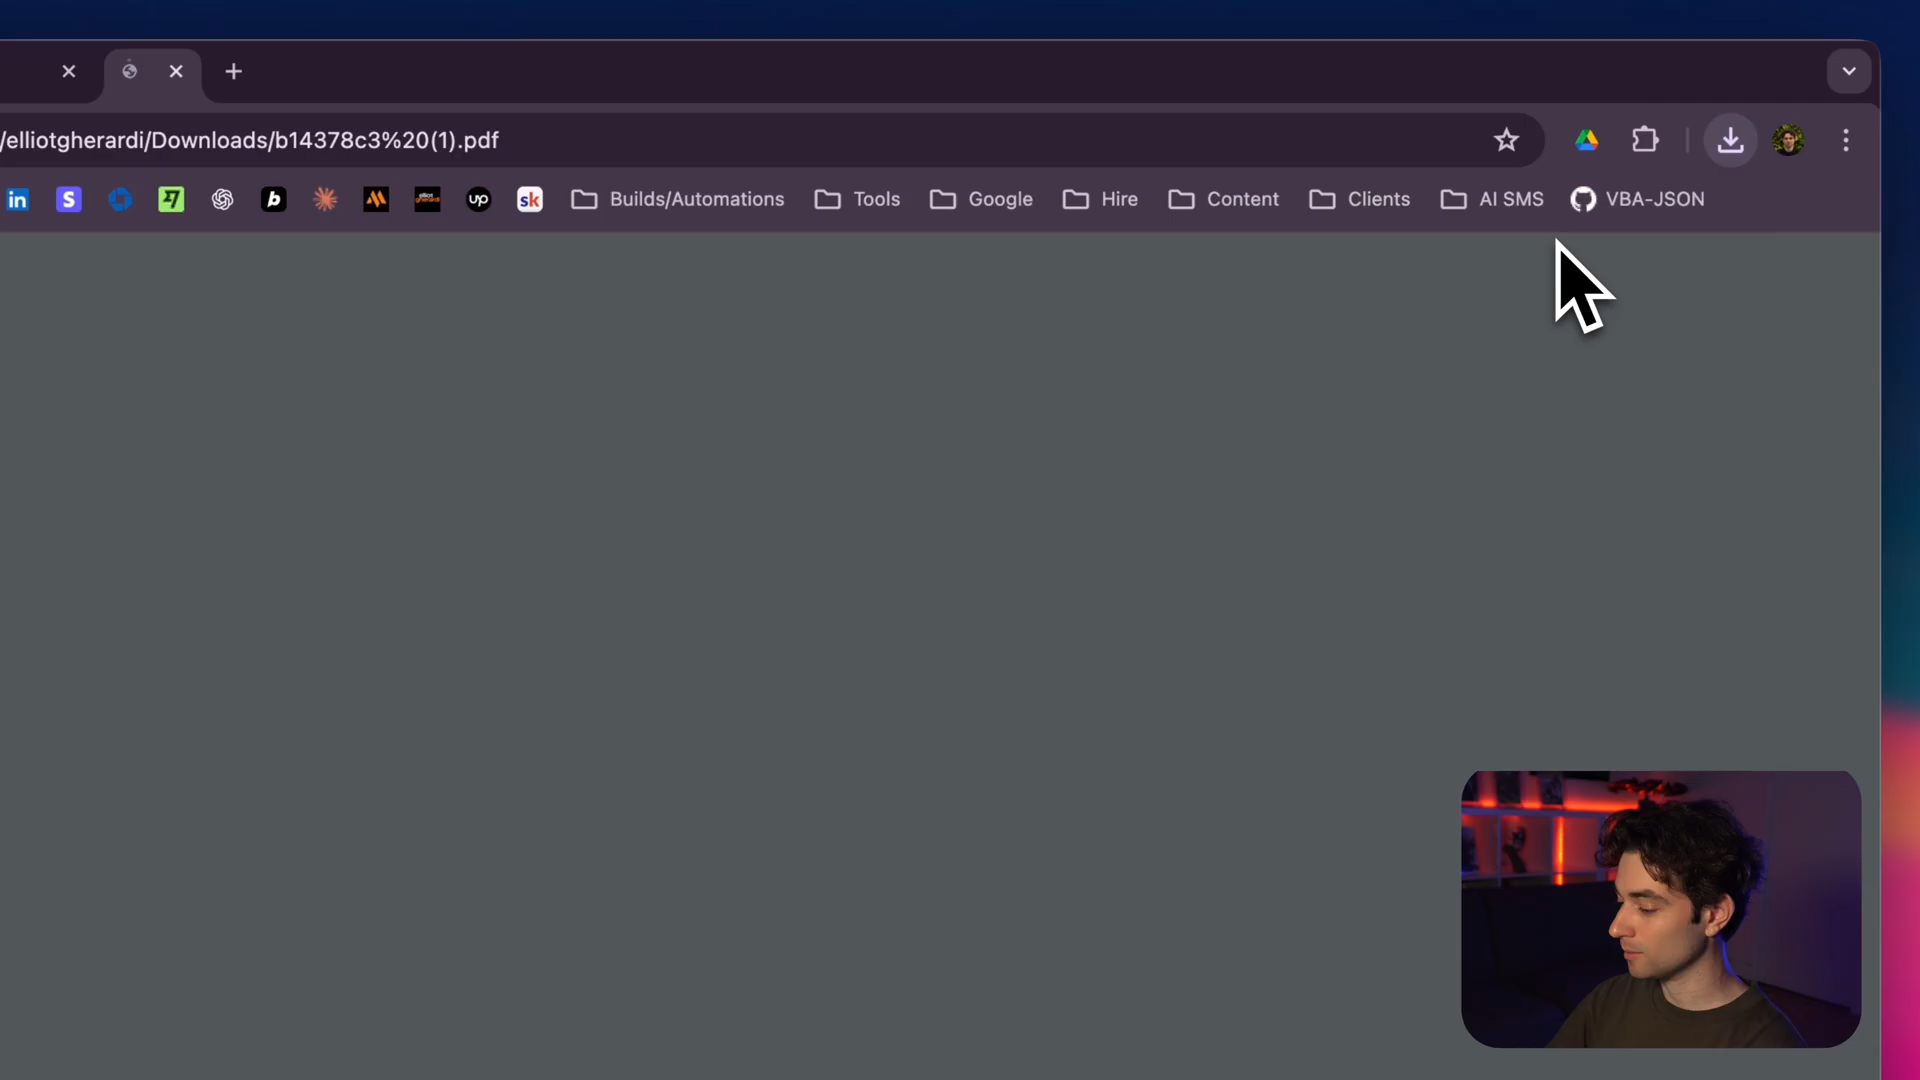 /elliotgherardi/Downloads/b14378c3%20(1).pdf
in S b up sk Builds/Automations Tools Google Hire Content Clients AI SMS VBA-JSON